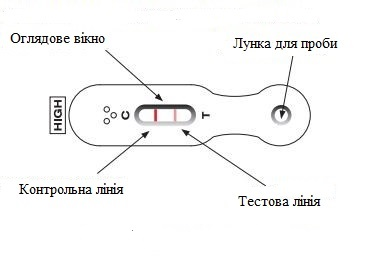 Оглядове вікно
Лунка для проби
HIGH
C
T
Контрольна лінія
Тестова лінія